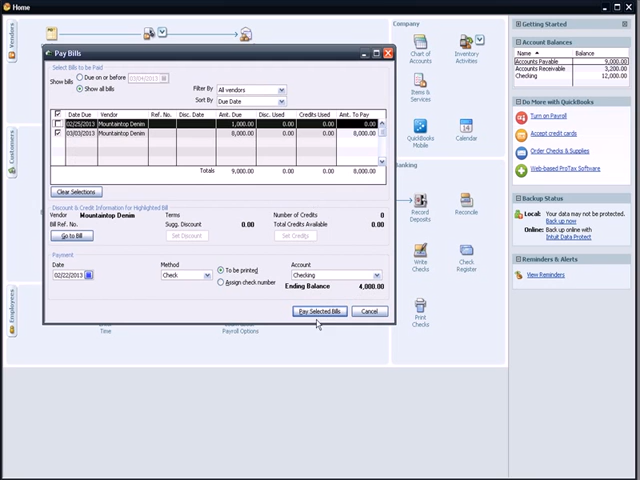 Home
Vendors
Customers
Employees
Pay Bills
Select Bills to be Paid
Show bills
Due on or before
03/04/2013
Show all bills
Filter By
All vendors
Sort By
Due Date
Date Due Vendor Ref. No. Disc. Date Amt. Due Disc. Used Credits Used Amt. To Pay
02/25/2013 Mountaintop Denim 1,000.00 0.00 0.00 0.00
03/03/2013 Mountaintop Denim 8,000.00 0.00 0.00 8,000.00
Totals 9,000.00 0.00 0.00 8,000.00
Clear Selections
Discount & Credit Information for Highlighted Bill
Vendor Mountaintop Denim Terms Number of Credits 0
Bill Ref. No. Sugg. Discount 0.00 Total Credits Available 0.00
Go to Bill Set Discount Set Credits
Payment
Date Method Account
02/22/2013 Check To be printed Checking
Assign check number Ending Balance 4,000.00
Pay Selected Bills Cancel
Time
Payroll Options
Company
Chart of
Accounts
Inventory
Activities
Items &
Services
QuickBooks
Mobile
Calendar
Banking
Record
Deposits
Reconcile
Write
Checks
Check
Register
Print
Checks
Getting Started
Account Balances
Name Balance
Accounts Payable 9,000.00
Accounts Receivable 3,200.00
Checking 12,000.00
Do More with QuickBooks
Turn on Payroll
Accept credit cards
Order Checks & Supplies
Web-based ProTax Software
Backup Status
Local: Your data may not be protected.
Back up now
Online: Back up online with
Intuit Data Protect
Reminders & Alerts
View Reminders